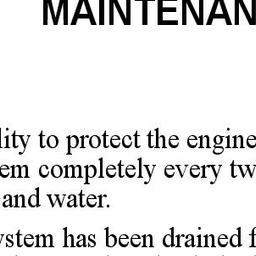 MAINTENAN
lity to protect the engine
em completely, every tw
and water.
ystem has been drained f